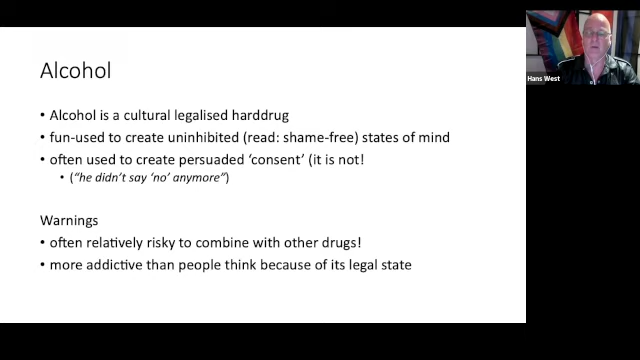 Alcohol
• Alcohol is a cultural legalised harddrug
• fun-used to create uninhibited (read: shame-free) states of mind
• often used to create persuaded ‘consent’ (it is not!
• (“he didn’t say ‘no’ anymore”)
Warnings
• often relatively risky to combine with other drugs!
• more addictive than people think because of its legal state
Hans West